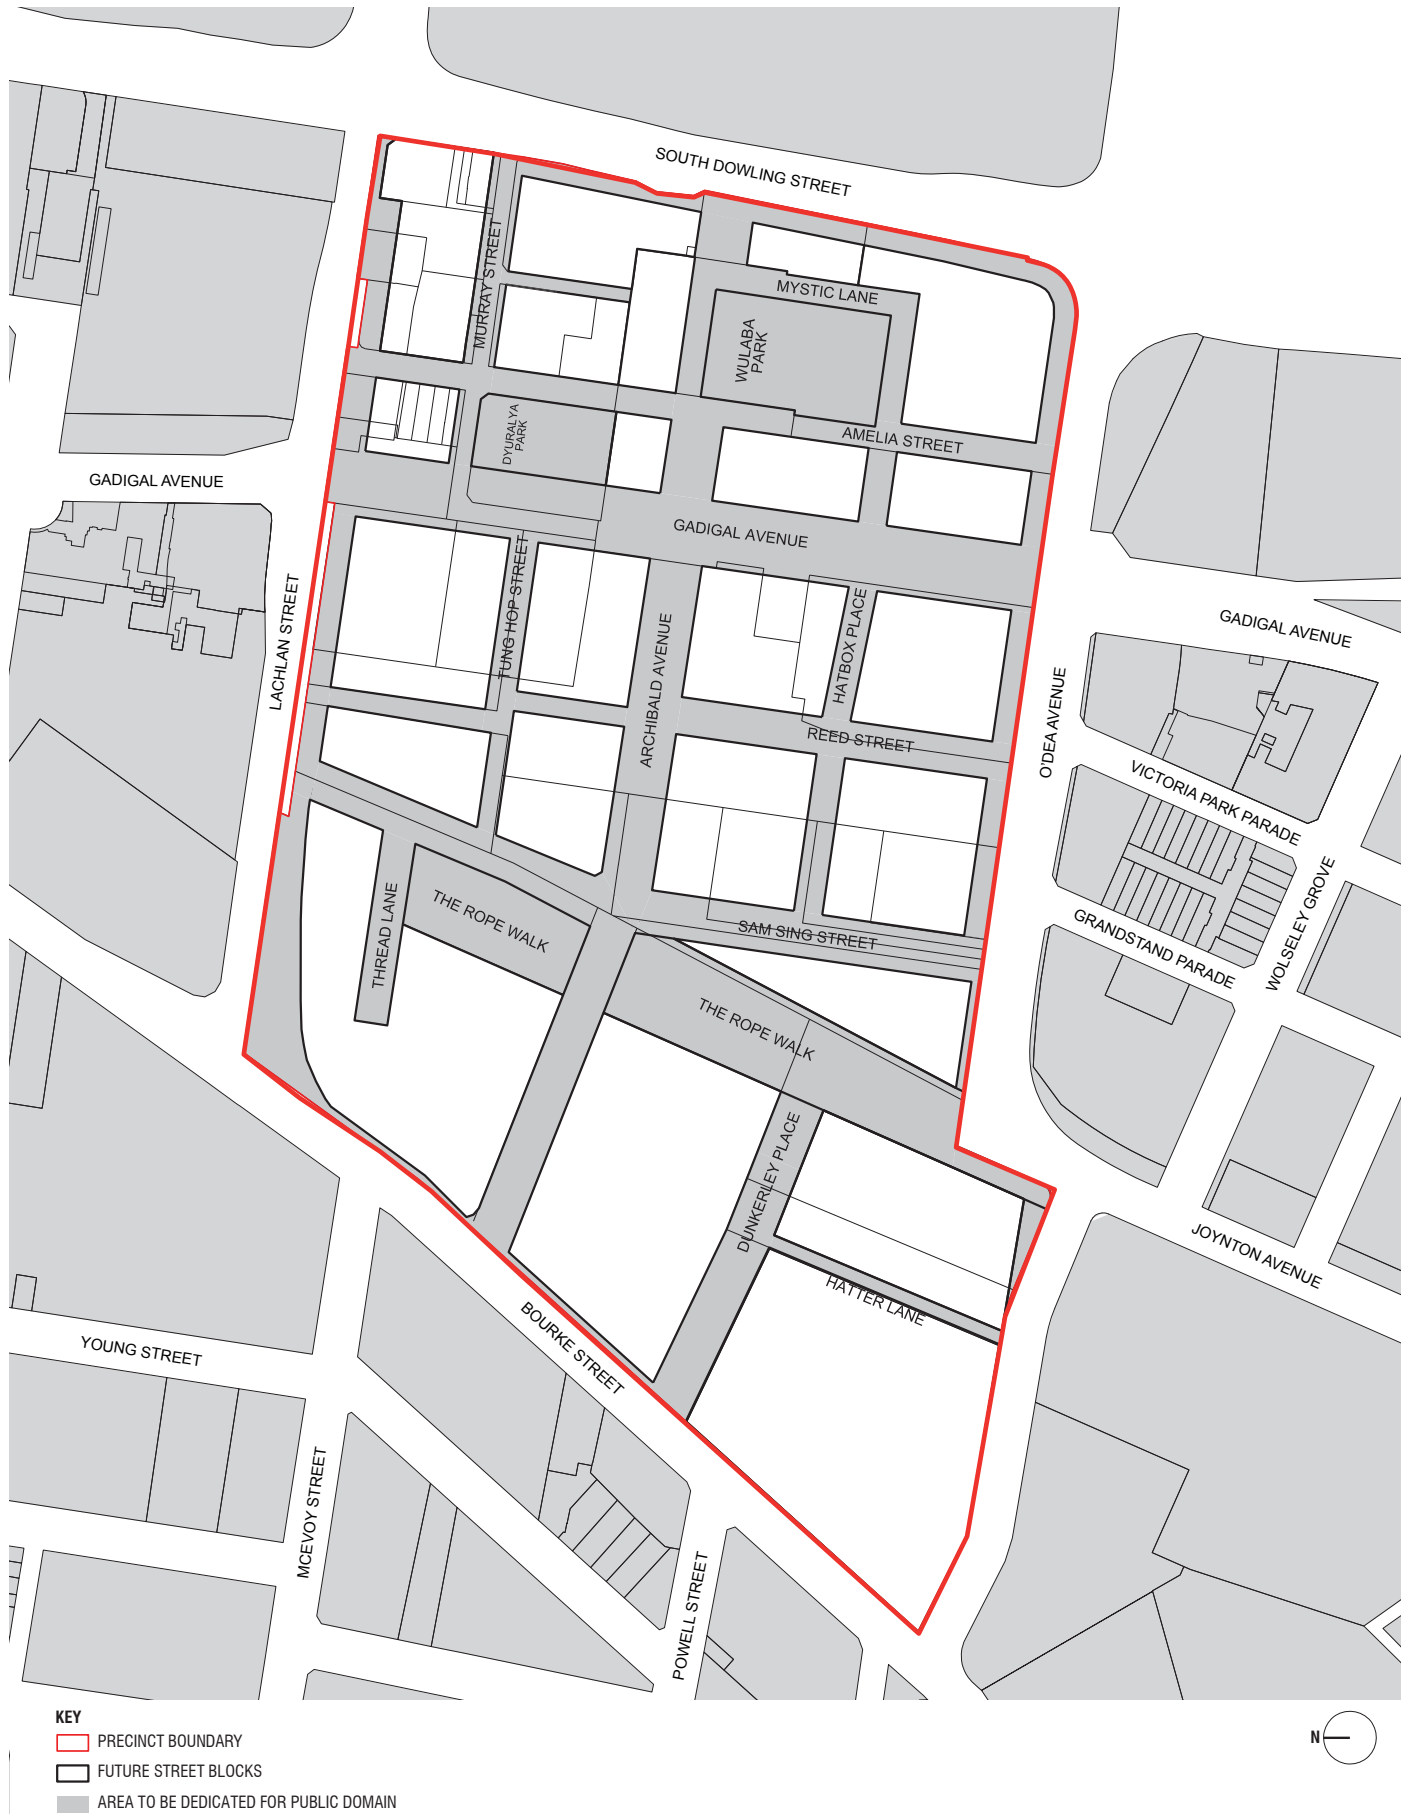 SOUTH DOWLING STREET
MURRAY STREET
MYSTIC LANE
WULABA
PARK
DYURALYA
PARK
AMELIA STREET
GADIGAL AVENUE
GADIGAL AVENUE
TUNG HOP STREET
HATBOX PLACE
LACHLAN STREET
ARCHIBALD AVENUE
GADIGAL AVENUE
O'DEA AVENUE
REED STREET
VICTORIA PARK PARADE
THREAD LANE
THE ROPE WALK
SAM SING STREET
GRANDSTAND PARADE
WOLSELEY GROVE
THE ROPE WALK
DUNKERLEY PLACE
HATTER LANE
JOYNTON AVENUE
BOURKE STREET
YOUNG STREET
MCEVOY STREET
POWELL STREET
KEY
PRECINCT BOUNDARY
FUTURE STREET BLOCKS
AREA TO BE DEDICATED FOR PUBLIC DOMAIN
N